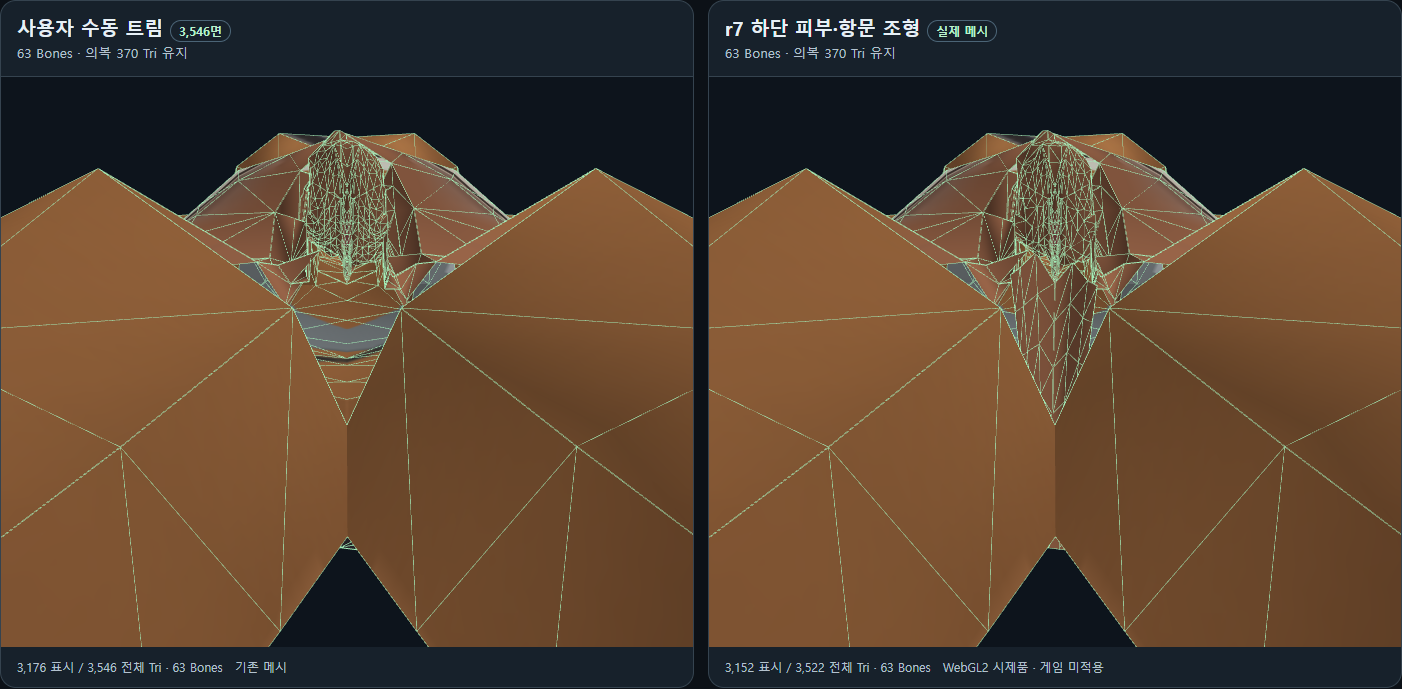 사용자 수동 트림 3,546면
63 Bones · 의복 370 Tri 유지
3,176 표시 / 3,546 전체 Tri · 63 Bones 기존 메시
r7 하단 피부·항문 조형 실제 메시
63 Bones · 의복 370 Tri 유지
3,152 표시 / 3,522 전체 Tri · 63 Bones WebGL2 시제품 · 게임 미적용